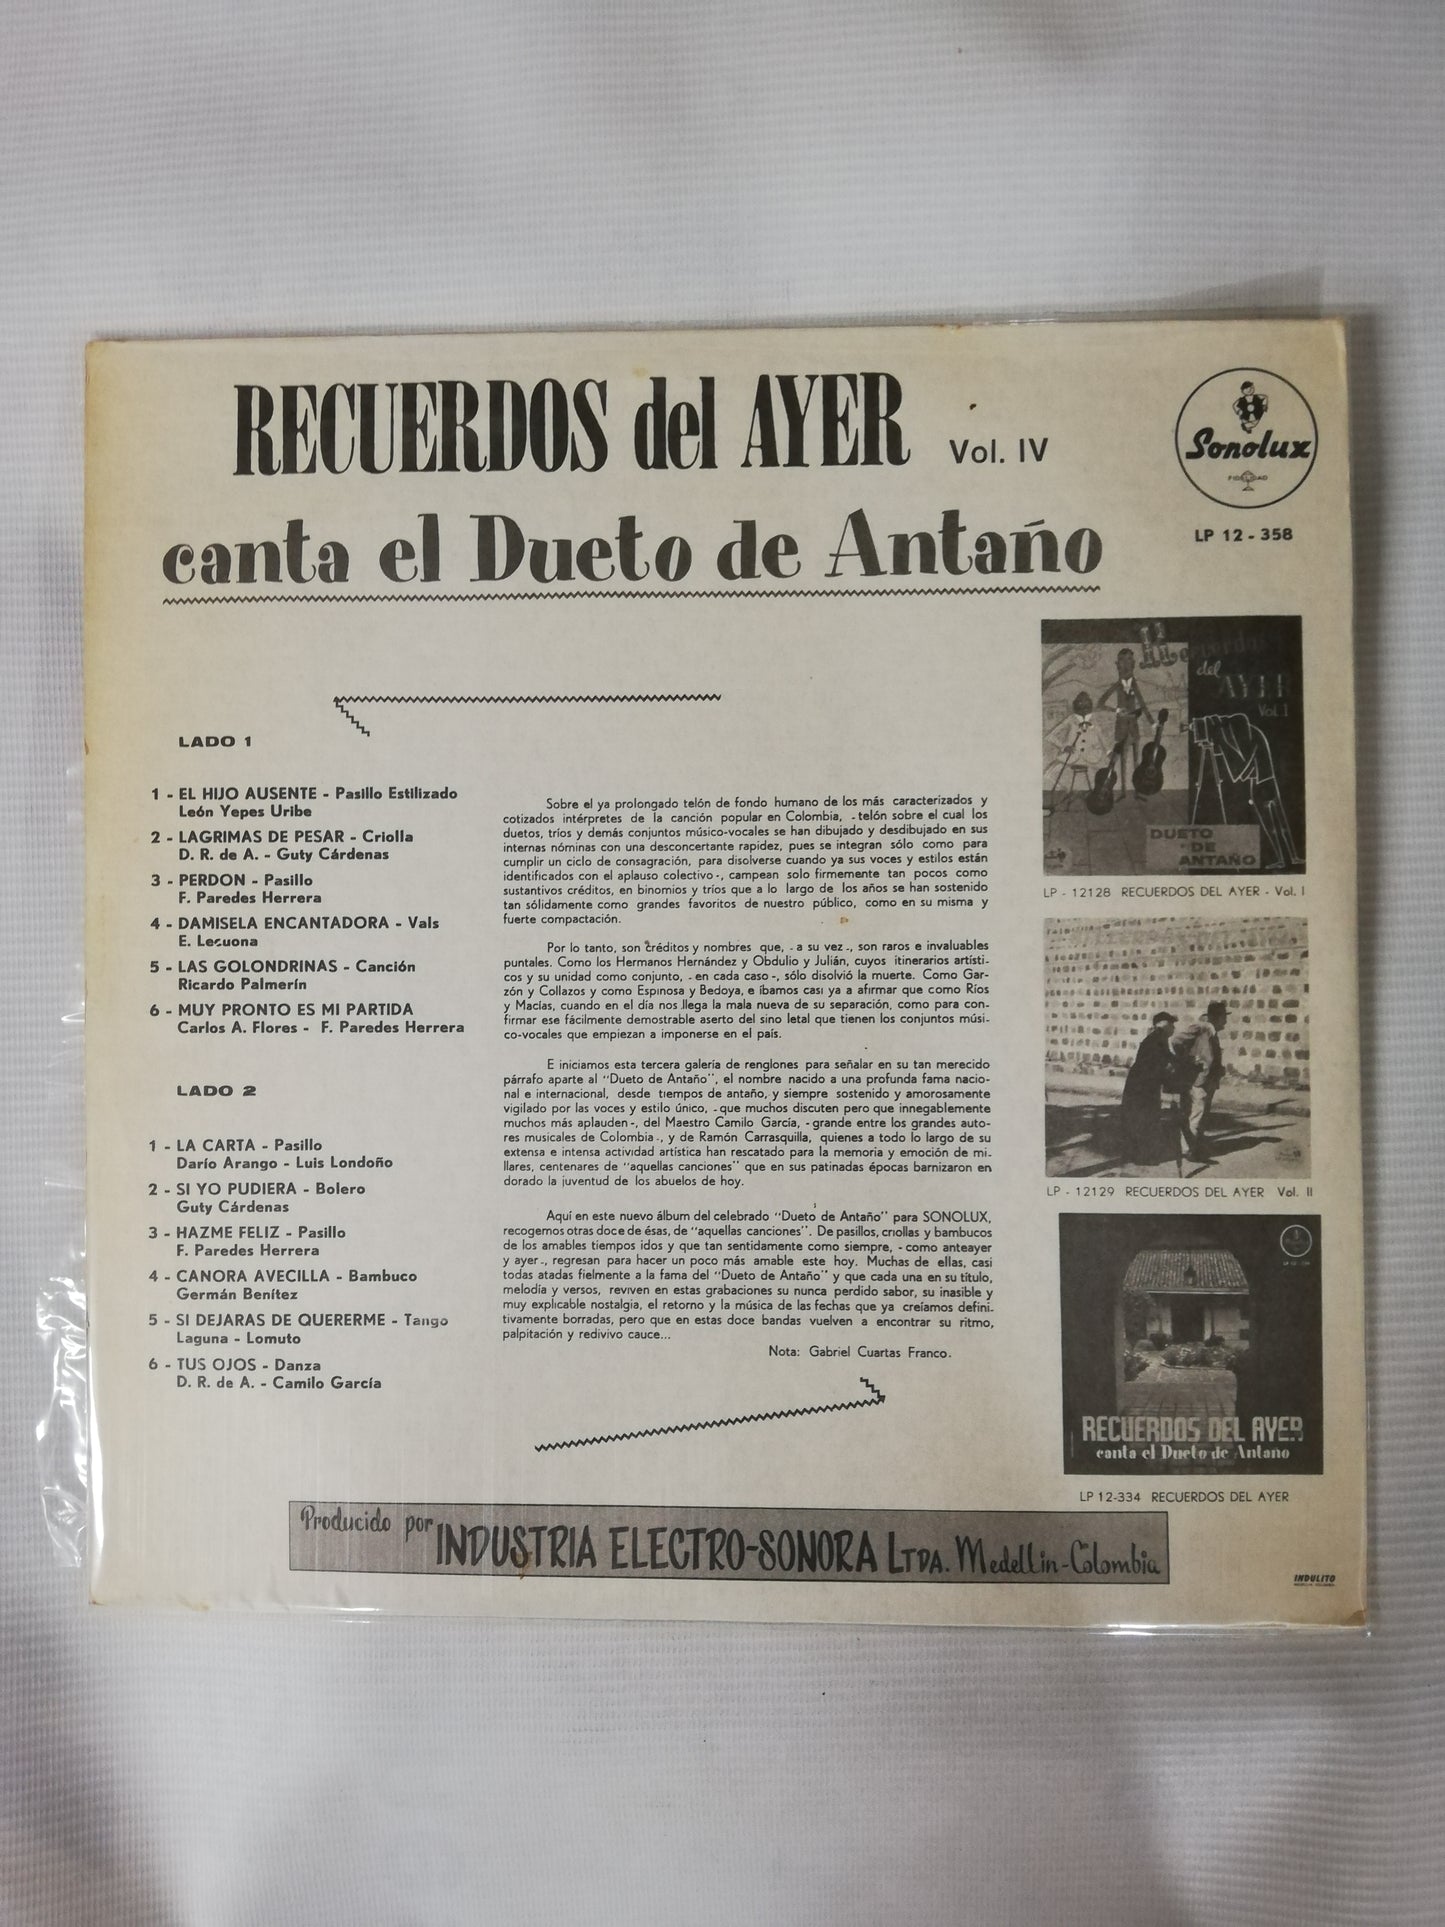 RECUERDOS del AYER Vol. IV
canta el Dueto de Antaño
Sonolux
FIDELIDAD
LP 12 - 358
LADO 1
1 - EL HIJO AUSENTE - Pasillo Estilizado
León Yepes Uribe
2 - LAGRIMAS DE PESAR - Criolla
D. R. de A. - Guty Cárdenas
3 - PERDON - Pasillo
F. Paredes Herrera
4 - DAMISELA ENCANTADORA - Vals
E. Lecuona
5 - LAS GOLONDRINAS - Canción
Ricardo Palmerín
6 - MUY PRONTO ES MI PARTIDA
Carlos A. Flores - F. Paredes Herrera
LADO 2
1 - LA CARTA - Pasillo
Darío Arango - Luis Londoño
2 - SI YO PUDIERA - Bolero
Guty Cárdenas
3 - HAZME FELIZ - Pasillo
F. Paredes Herrera
4 - CANORA AVECILLA - Bambuco
Germán Benítez
5 - SI DEJARAS DE QUERERME - Tango
Laguna - Lomuto
6 - TUS OJOS - Danza
D. R. de A. - Camilo García
Sobre el ya prolongado telón de fondo humano de los más caracterizados y
cotizados intérpretes de la canción popular en Colombia, - telón sobre el cual los
duetos, tríos y demás conjuntos músico-vocales se han dibujado y desdibujado en sus
internas nóminas con una desconcertante rapidez, pues se integran sólo como para
cumplir un ciclo de consagración, para disolverse cuando ya sus voces y estilos están
identificados con el aplauso colectivo -, campean solo firmemente tan pocos como
sustantivos créditos, en binomios y tríos que a lo largo de los años se han sostenido
tan sólidamente como grandes favoritos de nuestro público, como en su misma y
fuerte compactación.
Por lo tanto, son créditos y nombres que, - a su vez -, son raros e invaluables
puntales. Como los Hermanos Hernández y Obdulio y Julián, cuyos itinerarios artísti-
cos y su unidad como conjunto, - en cada caso -, sólo disolvió la muerte. Como Gar-
zón y Collazos y como Espinosa y Bedoya, e íbamos casi ya a afirmar que como Ríos
y Macías, cuando en el día nos llega la mala nueva de su separación, como para con-
firmar ese fácilmente demostrable aserto del sino letal que tienen los conjuntos músi-
co-vocales que empiezan a imponerse en el país.
E iniciamos esta tercera galería de renglones para señalar en su tan merecido
párrafo aparte al "Dueto de Antaño", el nombre nacido a una profunda fama nacio-
nal e internacional, desde tiempos de antaño, y siempre sostenido y amorosamente
vigilado por las voces y estilo único, - que muchos discuten pero que innegablemente
muchos más aplauden -, del Maestro Camilo García, - grande entre los grandes auto-
res musicales de Colombia -, y de Ramón Carrasquilla, quienes a todo lo largo de su
extensa e intensa actividad artística han rescatado para la memoria y emoción de mi-
llares, centenares de "aquellas canciones" que en sus patinadas épocas barnizaron en
dorado la juventud de los abuelos de hoy.
Aquí en este nuevo álbum del celebrado "Dueto de Antaño" para SONOLUX,
recogemos otras doce de ésas, de "aquellas canciones". De pasillos, criollas y bambucos
de los amables tiempos idos y que tan sentidamente como siempre, - como anteayer
y ayer -, regresan para hacer un poco más amable este hoy. Muchas de ellas, casi
todas atadas fielmente a la fama del "Dueto de Antaño" y que cada una en su título,
melodía y versos, reviven en estas grabaciones su nunca perdido sabor, su inasible y
muy explicable nostalgia, el retorno y la música de las fechas que ya creíamos defini-
tivamente borradas, pero que en estas doce bandas vuelven a encontrar su ritmo,
palpitación y redivivo cauce...
Nota: Gabriel Cuartas Franco.
Recuerdos
del
AYER
Vol. I
DUETO
DE
ANTAÑO
LP - 12128 RECUERDOS DEL AYER - Vol. I
LP - 12129 RECUERDOS DEL AYER Vol. II
RECUERDOS DEL AYER
canta el Dueto de Antaño
LP 12-334 RECUERDOS DEL AYER
Producido por INDUSTRIA ELECTRO-SONORA LTDA. Medellin-Colombia
INDULITO